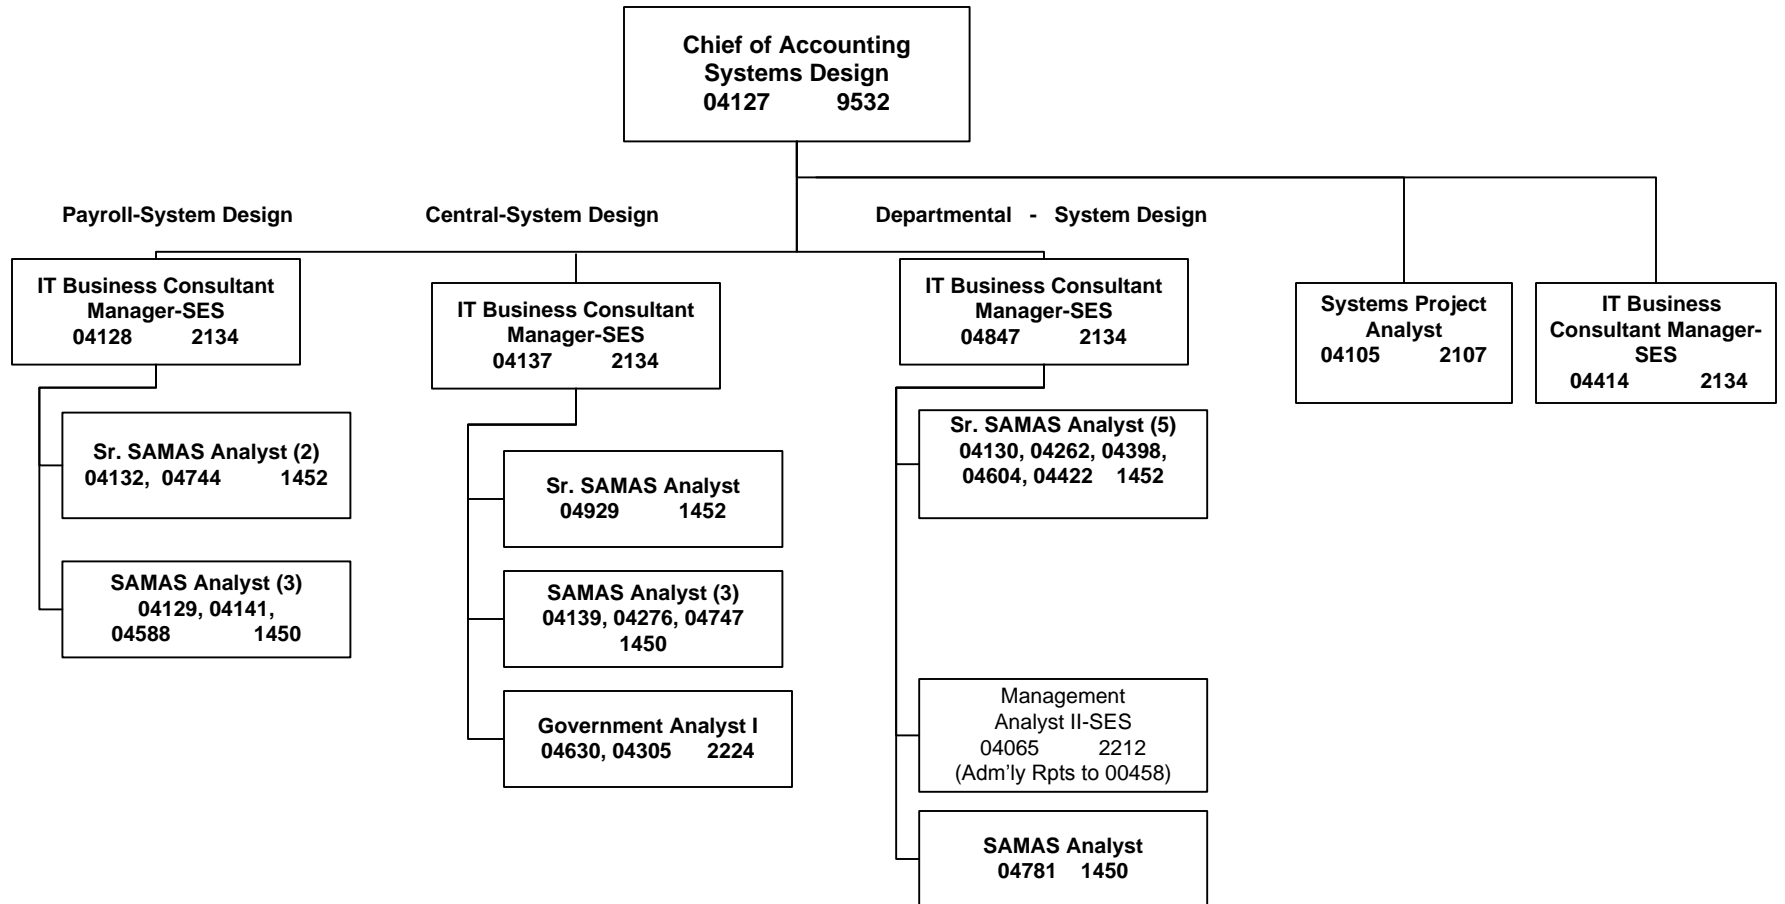 Chief of Accounting
Systems Design
04127 9532
Payroll-System Design
Central-System Design
Departmental - System Design
IT Business Consultant
Manager-SES
04128 2134
IT Business Consultant
Manager-SES
04137 2134
IT Business Consultant
Manager-SES
04847 2134
Systems Project
Analyst
04105 2107
IT Business
Consultant Manager-
SES
04414 2134
Sr. SAMAS Analyst (2)
04132, 04744 1452
SAMAS Analyst (3)
04129, 04141,
04588 1450
Sr. SAMAS Analyst
04929 1452
SAMAS Analyst (3)
04139, 04276, 04747
1450
Government Analyst I
04630, 04305 2224
Sr. SAMAS Analyst (5)
04130, 04262, 04398,
04604, 04422 1452
Management
Analyst II-SES
04065 2212
(Adm'ly Rpts to 00458)
SAMAS Analyst
04781 1450